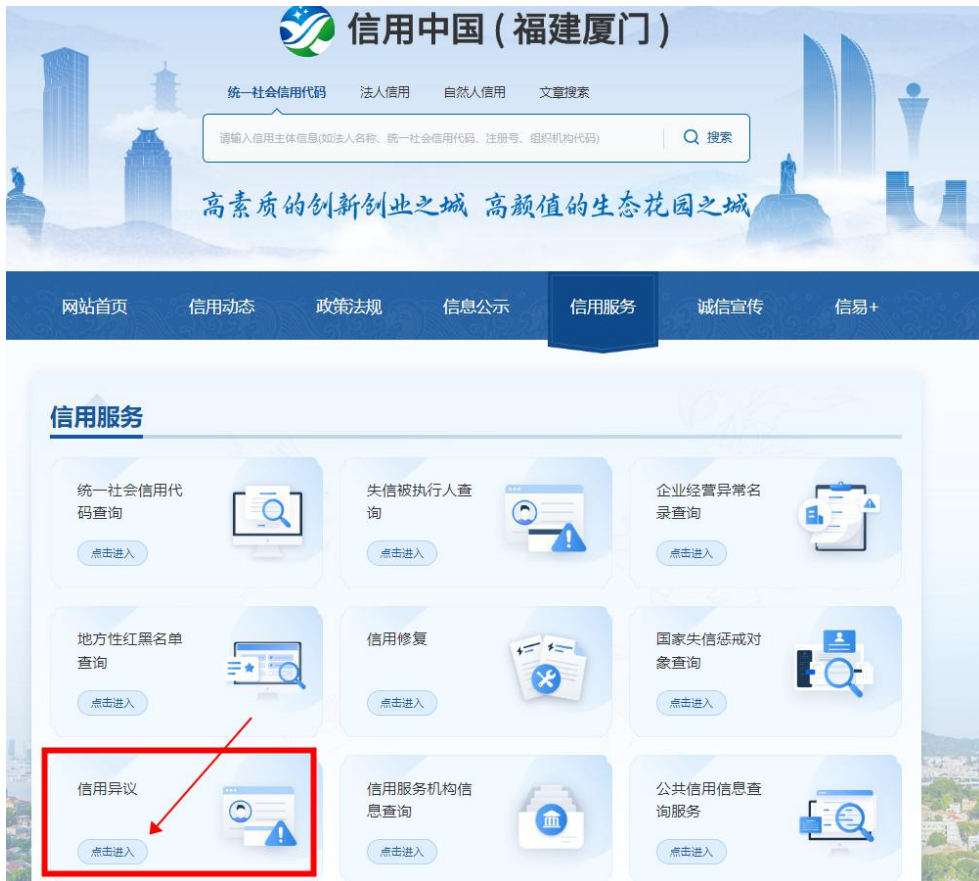 信用中国(福建厦门)
统一社会信用代码 法人信用 自然人信用 文章搜索
请输入信用主体信息(如法人名称、统一社会信用代码、注册号、组织机构代码) 搜索
高素质的创新创业之城 高颜值的生态花园之城
网站首页 信用动态 政策法规 信息公示 信用服务 诚信宣传 信易+
信用服务
统一社会信用代
码查询
点击进入
失信被执行人查
询
点击进入
企业经营异常名
录查询
点击进入
地方性红黑名单
查询
点击进入
信用修复
点击进入
国家失信惩戒对
象查询
点击进入
信用异议
点击进入
信用服务机构信
息查询
点击进入
公共信用信息查
询服务
点击进入